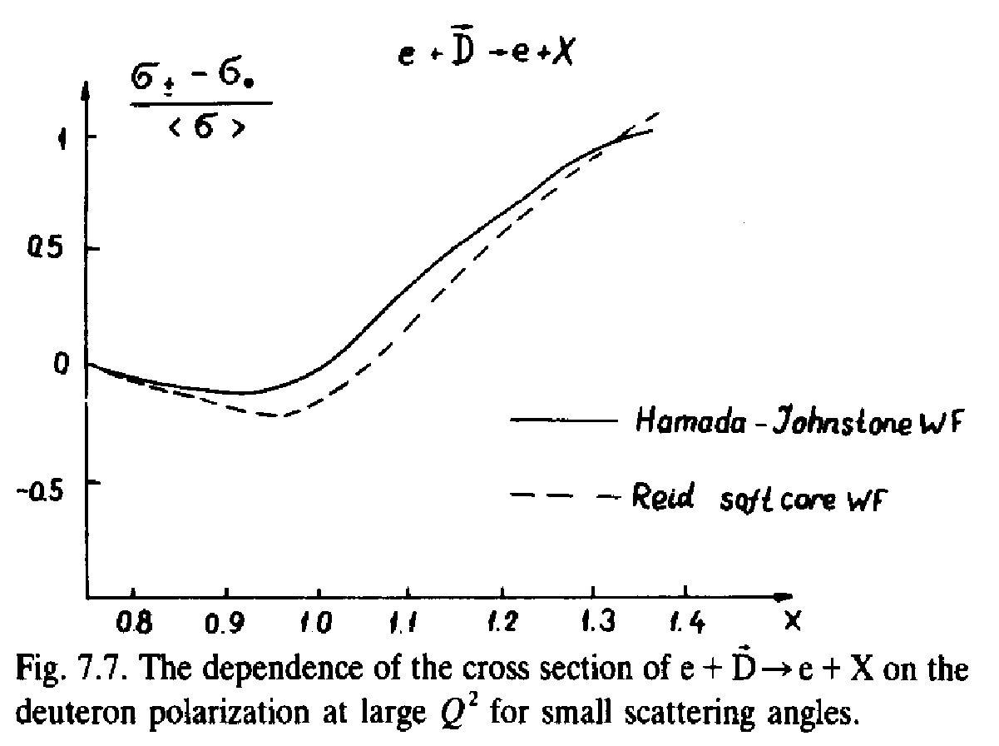 e + D⃗ → e + X
σ± - σ₀
< σ >
1
0.5
0
-0.5
Hamada - Johnstone WF
Reid soft core WF
0.8 0.9 1.0 1.1 1.2 1.3 1.4 X
Fig. 7.7. The dependence of the cross section of e + D⃗ → e + X on the
deuteron polarization at large Q² for small scattering angles.